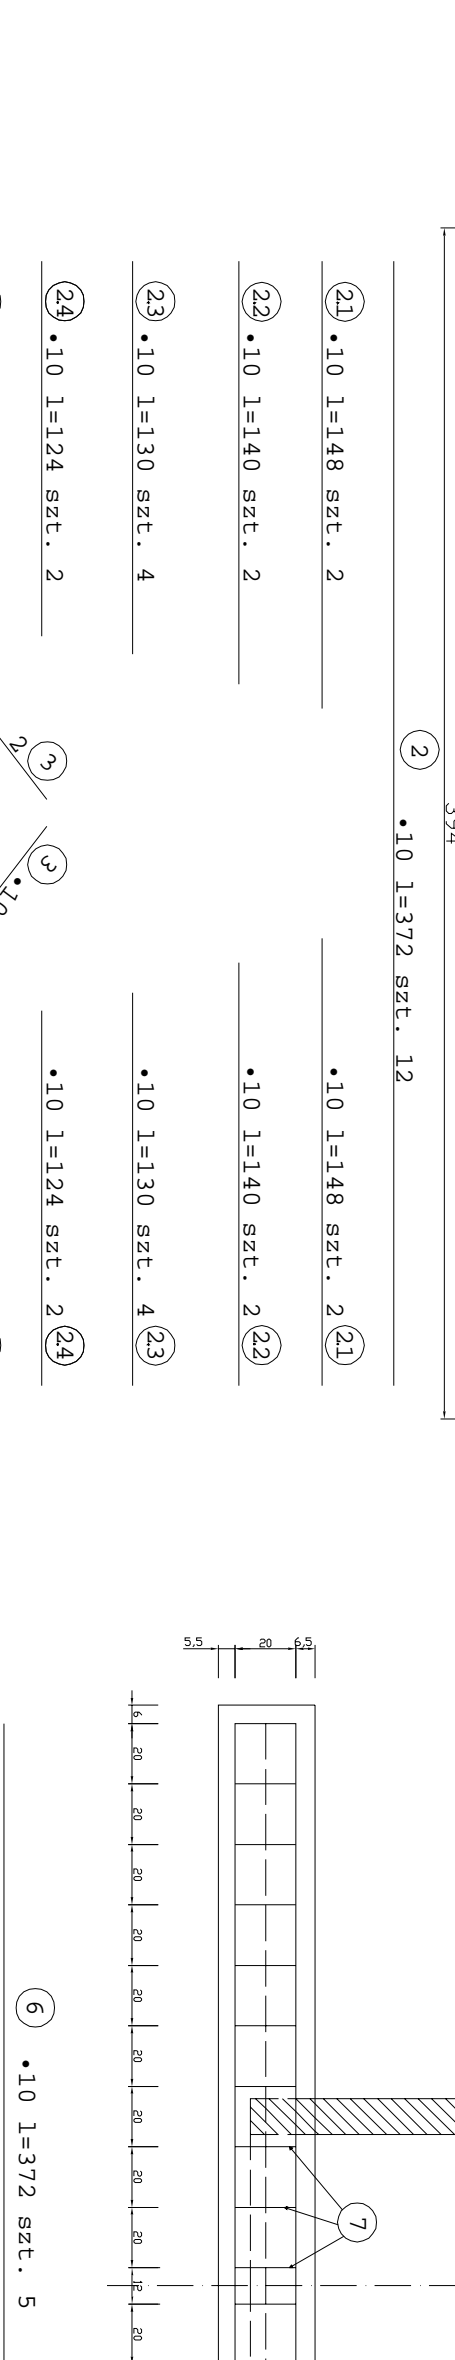 394
2
•10 l=372 szt. 12
2.1 •10 l=148 szt. 2
•10 l=148 szt. 2 2.1
2.2 •10 l=140 szt. 2
•10 l=140 szt. 2 2.2
2.3 •10 l=130 szt. 4
•10 l=130 szt. 4 2.3
2.4 •10 l=124 szt. 2
•10 l=124 szt. 2 2.4
2 3
3
5,5 20 6,5
6 20 20 20 20 20 20 20 20 20 12 20
7
6 •10 l=372 szt. 5